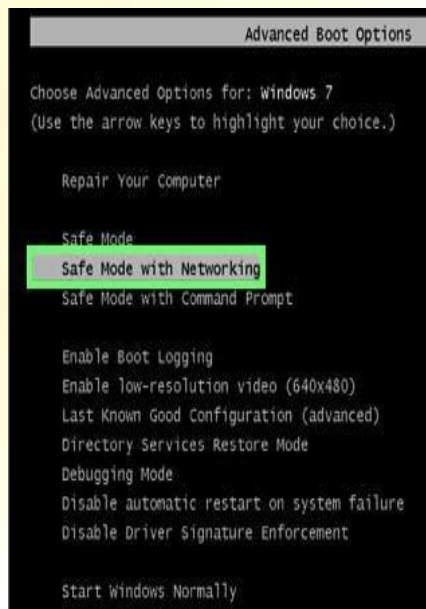 Advanced Boot Options
Choose Advanced Options for: Windows 7
(Use the arrow keys to highlight your choice.)
Repair Your Computer
Safe Mode
Safe Mode with Networking
Safe Mode with Command Prompt
Enable Boot Logging
Enable low-resolution video (640x480)
Last Known Good Configuration (advanced)
Directory Services Restore Mode
Debugging Mode
Disable automatic restart on system failure
Disable Driver Signature Enforcement
Start Windows Normally